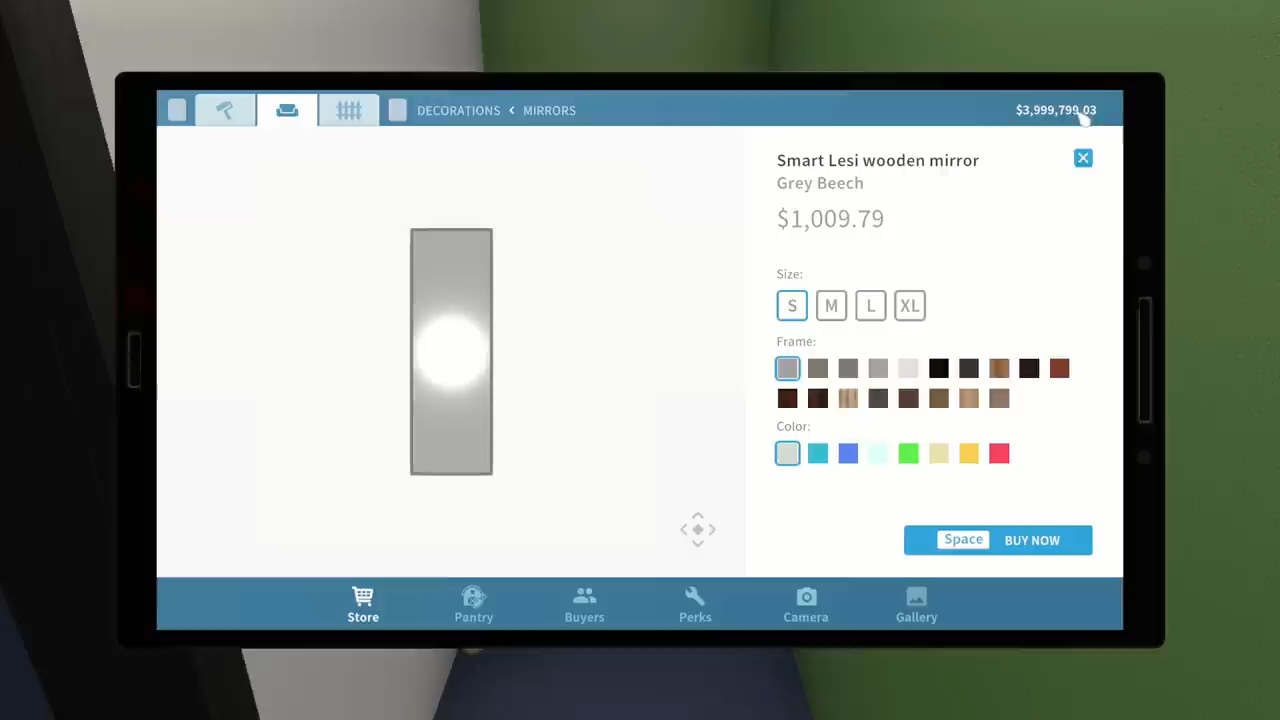 DECORATIONS < MIRRORS
$3,999,799.03
Smart Lesi wooden mirror
Grey Beech
$1,009.79
Size:
S M L XL
Frame:
Color:
Space BUY NOW
Store Pantry Buyers Perks Camera Gallery